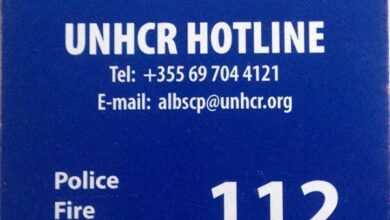 UNHCR HOTLINE
Tel: +355 69 704 4121
E-mail: albscp@unhcr.org
Police
Fire
112